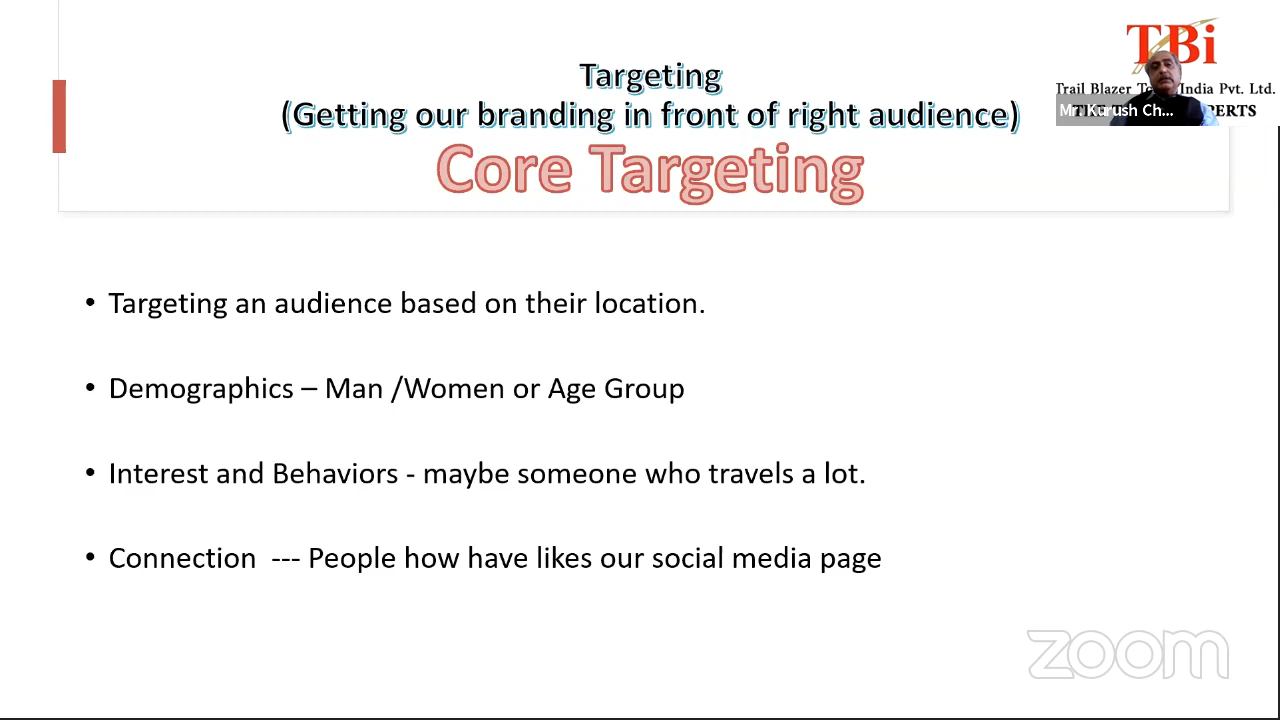 Targeting
(Getting our branding in front of right audience)
Core Targeting
TBi
Trail Blazer To India Pvt. Ltd.
Mr. Kurush Ch...
PERTS
• Targeting an audience based on their location.
• Demographics – Man /Women or Age Group
• Interest and Behaviors - maybe someone who travels a lot.
• Connection --- People how have likes our social media page
zoom